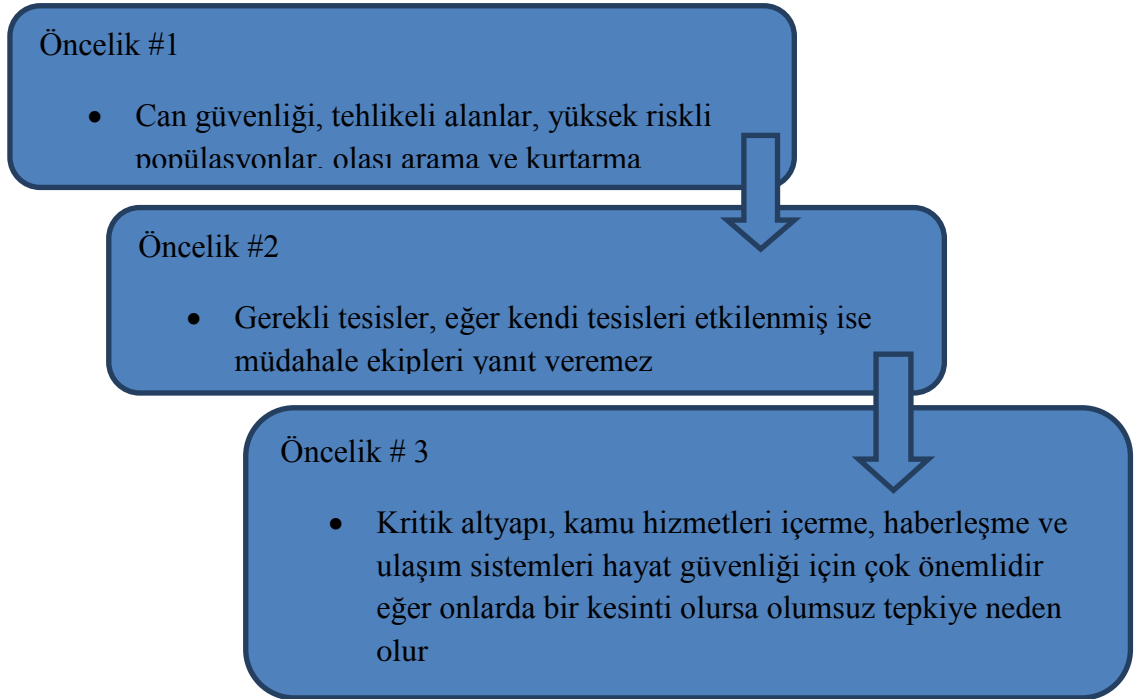 Öncelik #1
• Can güvenliği, tehlikeli alanlar, yüksek riskli
popülasyonlar, olası arama ve kurtarma
Öncelik #2
• Gerekli tesisler, eğer kendi tesisleri etkilenmiş ise
müdahale ekipleri yanıt veremez
Öncelik # 3
• Kritik altyapı, kamu hizmetleri içerme, haberleşme ve
ulaşım sistemleri hayat güvenliği için çok önemlidir
eğer onlarda bir kesinti olursa olumsuz tepkiye neden
olur